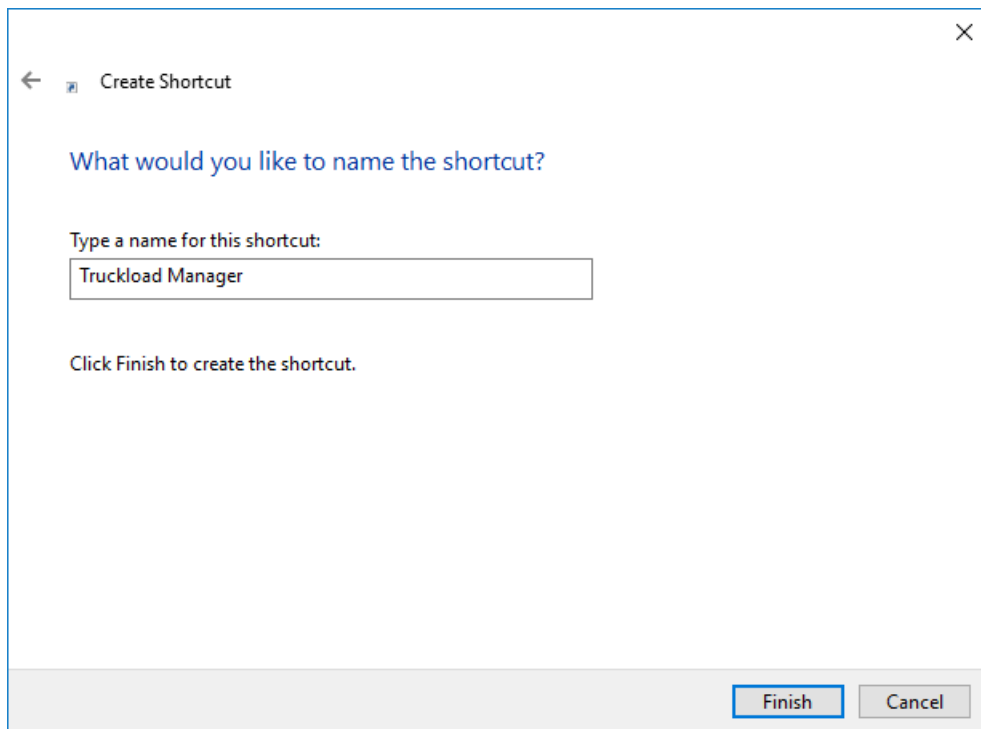 Create Shortcut
What would you like to name the shortcut?
Type a name for this shortcut:
Truckload Manager
Click Finish to create the shortcut.
Finish Cancel